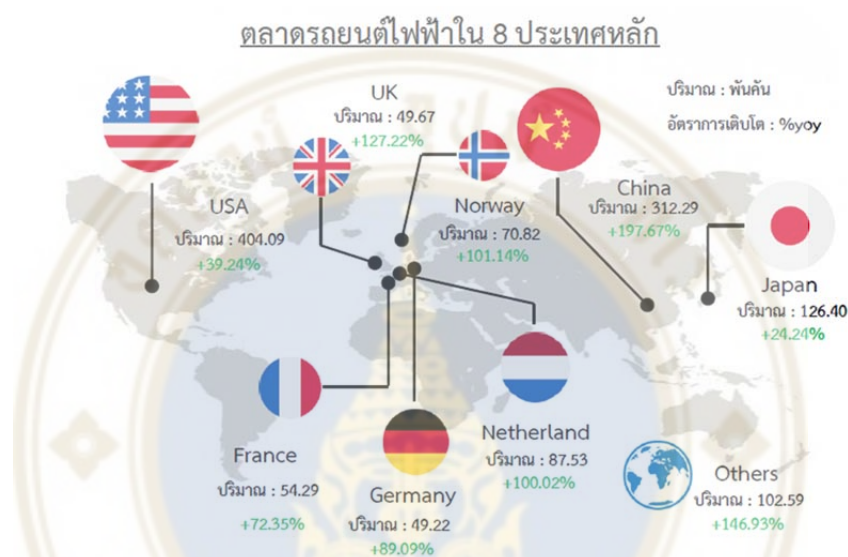 ตลาดรถยนต์ไฟฟ้าใน 8 ประเทศหลัก
ปริมาณ : พันคัน
อัตราการเติบโต : %yoy
UK
ปริมาณ : 49.67
+127.22%
USA
ปริมาณ : 404.09
+39.24%
Norway
ปริมาณ : 70.82
+101.14%
China
ปริมาณ : 312.29
+197.67%
Japan
ปริมาณ : 126.40
+24.24%
France
ปริมาณ : 54.29
+72.35%
Germany
ปริมาณ : 49.22
+89.09%
Netherland
ปริมาณ : 87.53
+100.02%
Others
ปริมาณ : 102.59
+146.93%